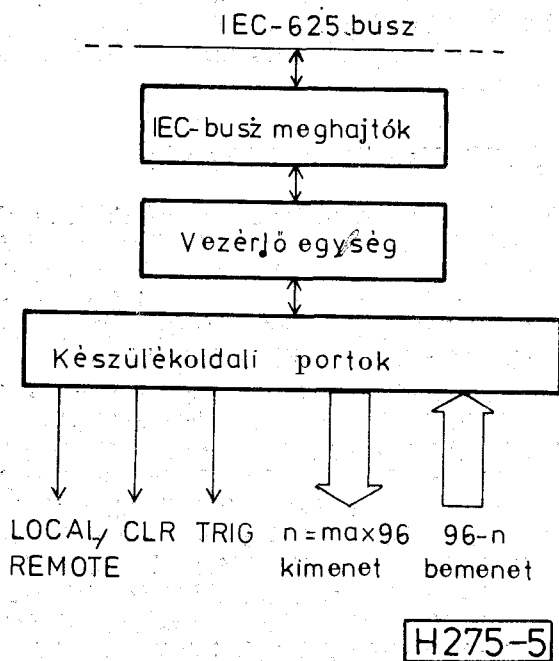 IEC-625 busz
IEC-busz meghajtók
Vezérlő egység
Készülékoldali portok
LOCAL/ CLR TRIG n=max96 96-n
REMOTE kimenet bemenet
H275-5